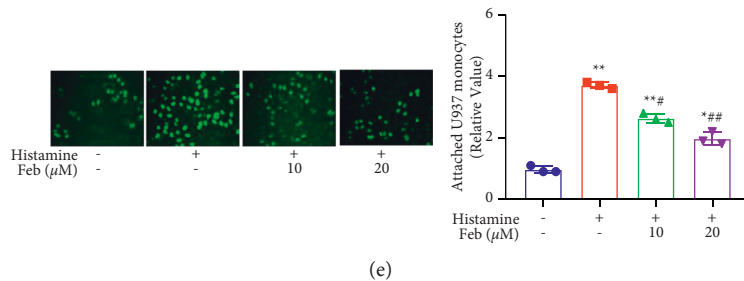 Histamine - + + +
Feb (μM) - - 10 20
Attached U937 monocytes
(Relative Value)
6
4
2
0
**
**#
*##
Histamine - + + +
Feb (μM) - - 10 20
(e)